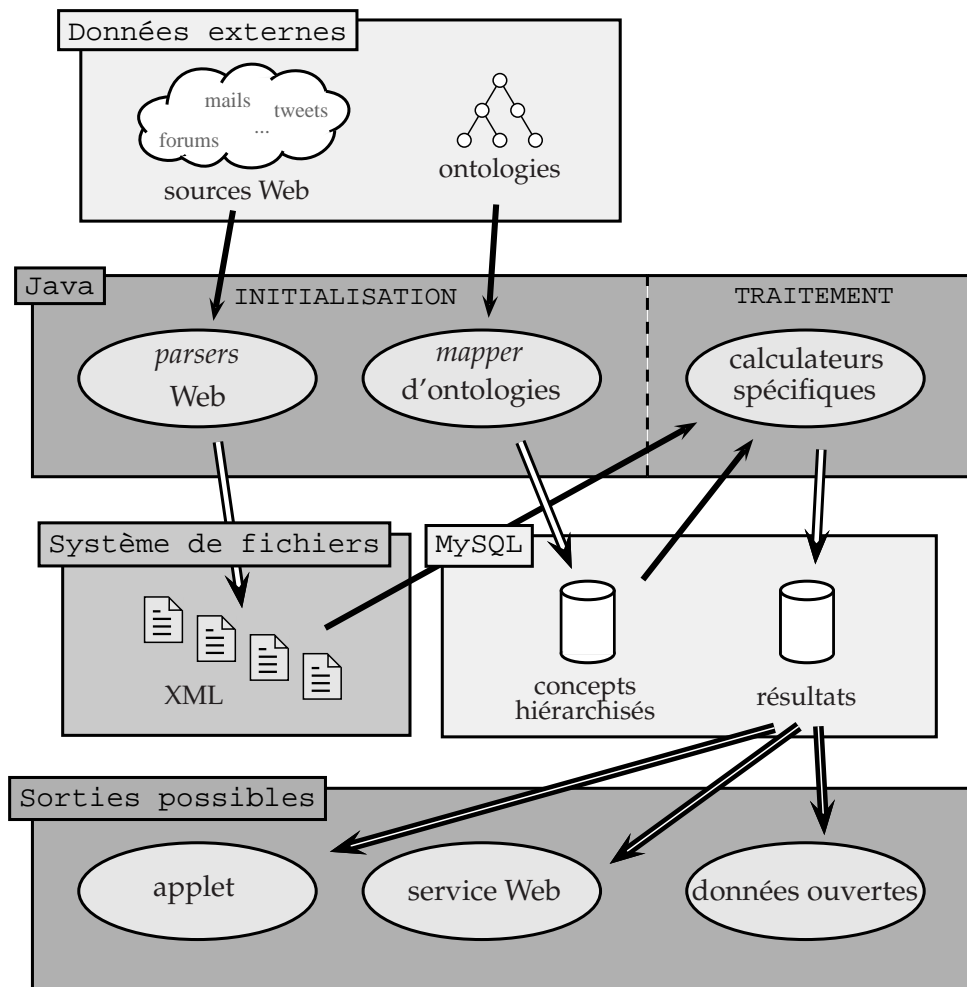 Données externes
mails
tweets
...
forums
sources Web
ontologies
Java
INITIALISATION
TRAITEMENT
parsers
Web
mapper
d'ontologies
calculateurs
spécifiques
Système de fichiers
MySQL
XML
concepts
hiérarchisés
résultats
Sorties possibles
applet
service Web
données ouvertes